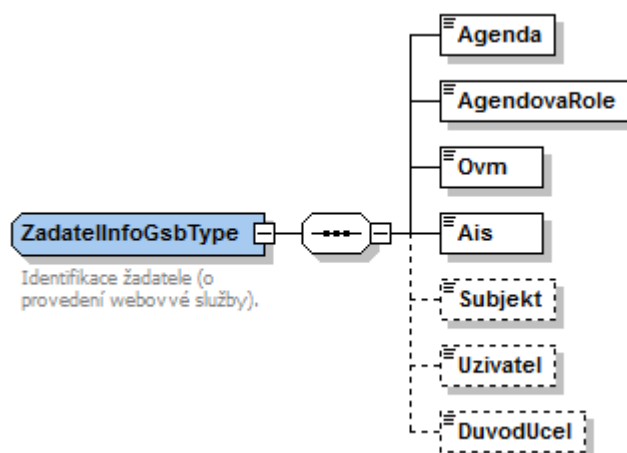 Agenda
AgendovaRole
Ovm
ZadatelInfoGsbType
Ais
Identifikace žadatele (o
provedení webovvé služby).
Subjekt
Uzivatel
DuvodUcel